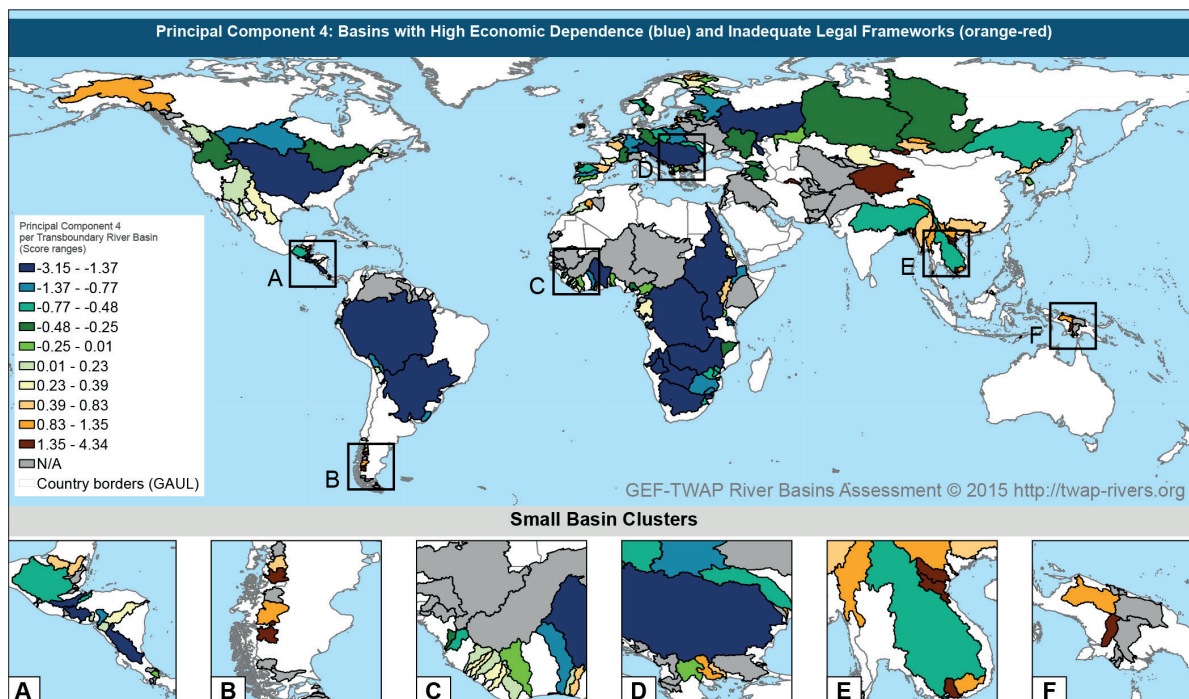 Principal Component 4: Basins with High Economic Dependence (blue) and Inadequate Legal Frameworks (orange-red)
Principal Component 4
per Transboundary River Basin
(Score ranges)
-3.15 - -1.37
-1.37 - -0.77
-0.77 - -0.48
-0.48 - -0.25
-0.25 - 0.01
0.01 - 0.23
0.23 - 0.39
0.39 - 0.83
0.83 - 1.35
1.35 - 4.34
N/A
Country borders (GAUL)
A
B
C
D
E
F
GEF-TWAP River Basins Assessment © 2015 http://twap-rivers.org
Small Basin Clusters
A
B
C
D
E
F